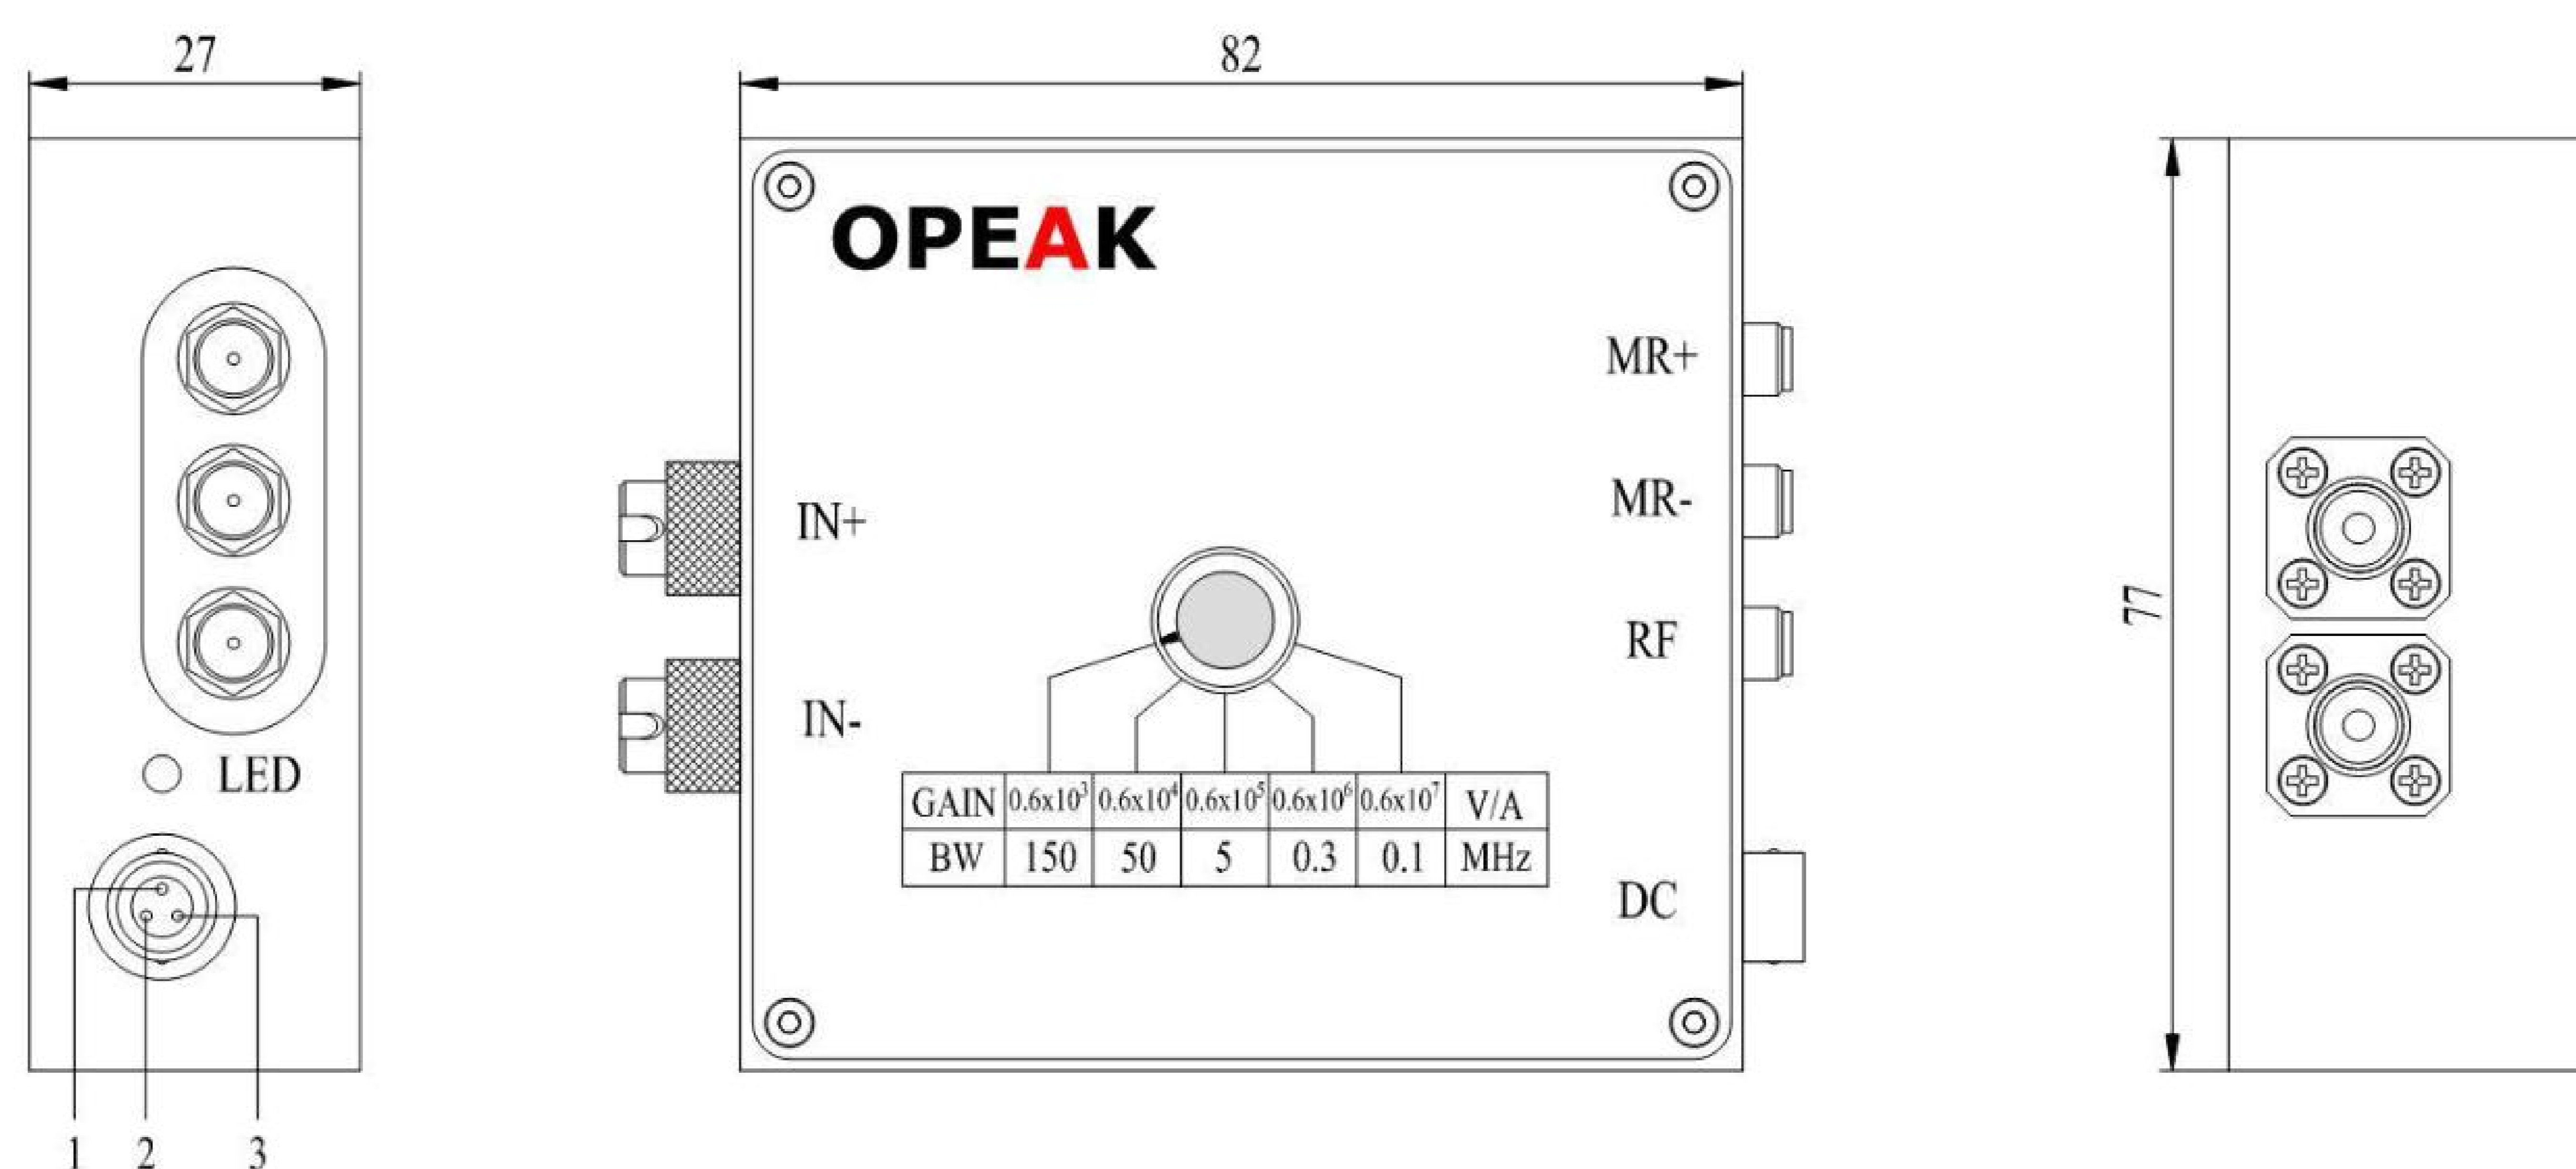 27
82
OPEAK
MR+
IN+
MR-
77
RF
IN-
LED
GAIN 0.6x10³ 0.6x10⁴ 0.6x10⁵ 0.6x10⁶ 0.6x10⁷ V/A
BW 150 50 5 0.3 0.1 MHz
DC
1 2 3